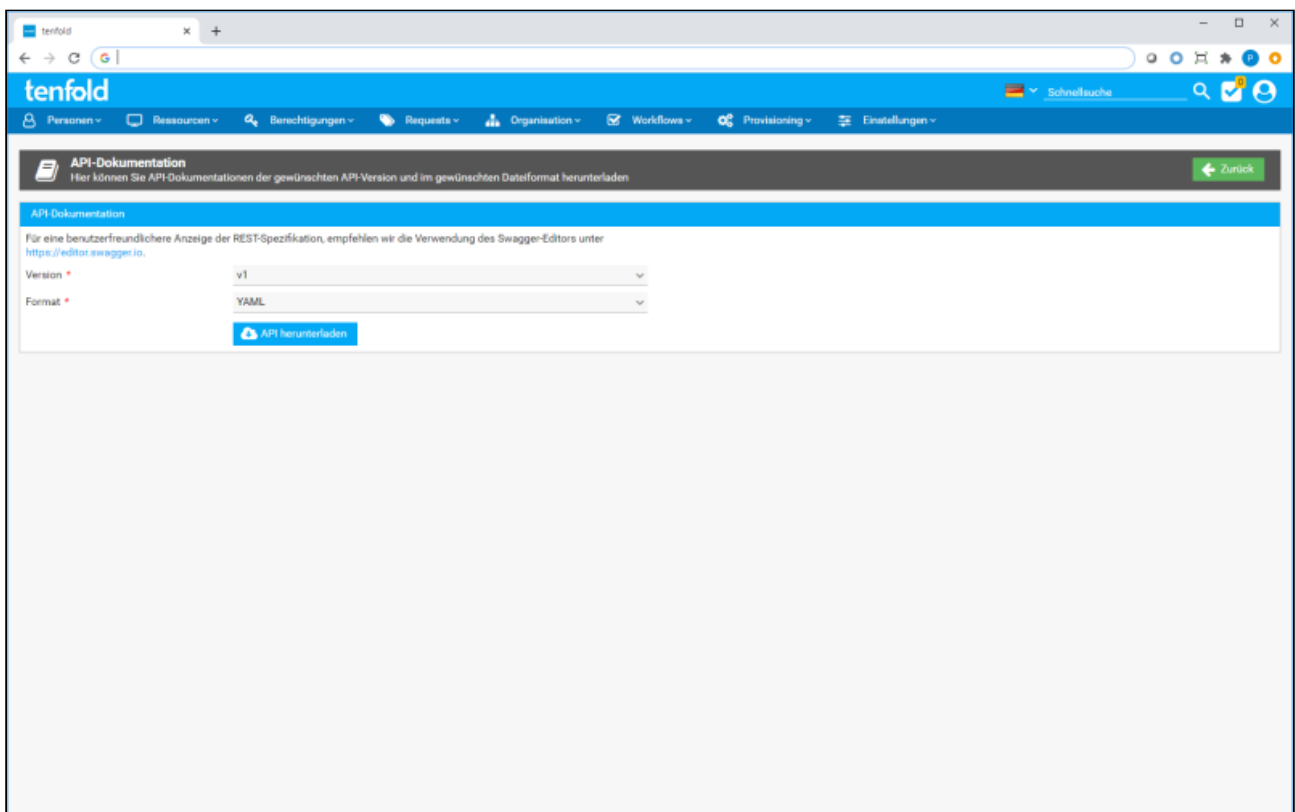 tenfold
tenfold
Schnellsuche
0
Personen
Ressourcen
Berechtigungen
Requests
Organisation
Workflows
Provisioning
Einstellungen
API-Dokumentation
Hier können Sie API-Dokumentationen der gewünschten API-Version und im gewünschten Dateiformat herunterladen
Zurück
API-Dokumentation
Für eine benutzerfreundlichere Anzeige der REST-Spezifikation, empfehlen wir die Verwendung des Swagger-Editors unter
https://editor.swagger.io.
Version *
v1
Format *
YAML
API herunterladen